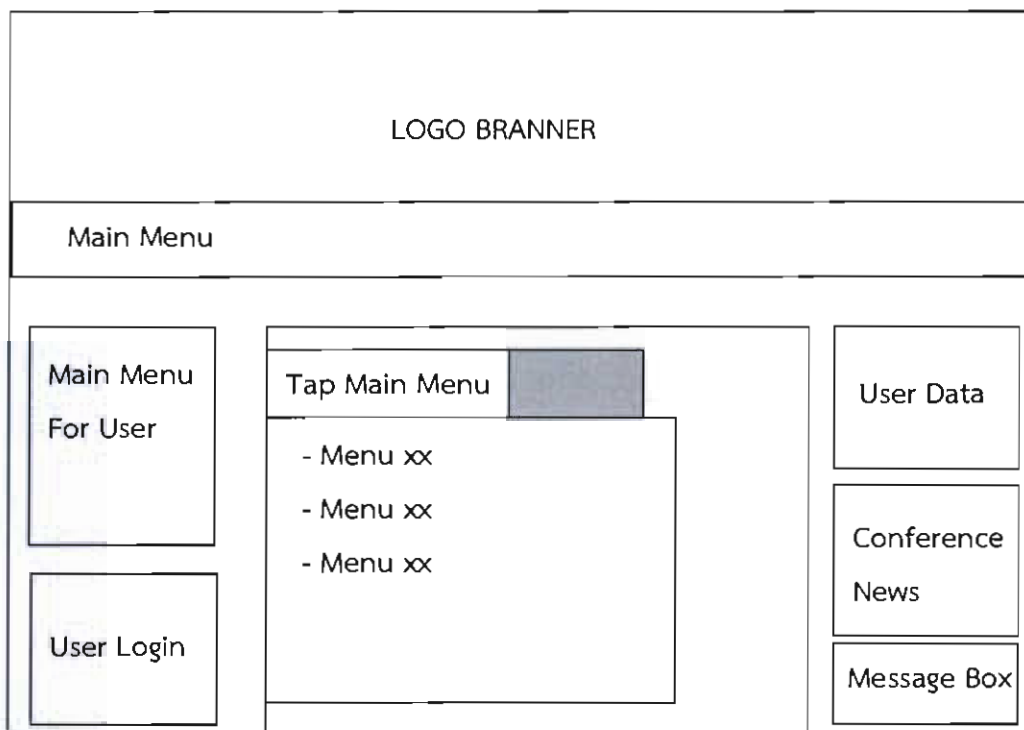 LOGO BRANNER
Main Menu
Main Menu
For User
User Login
Tap Main Menu
- Menu xx
- Menu xx
- Menu xx
User Data
Conference
News
Message Box